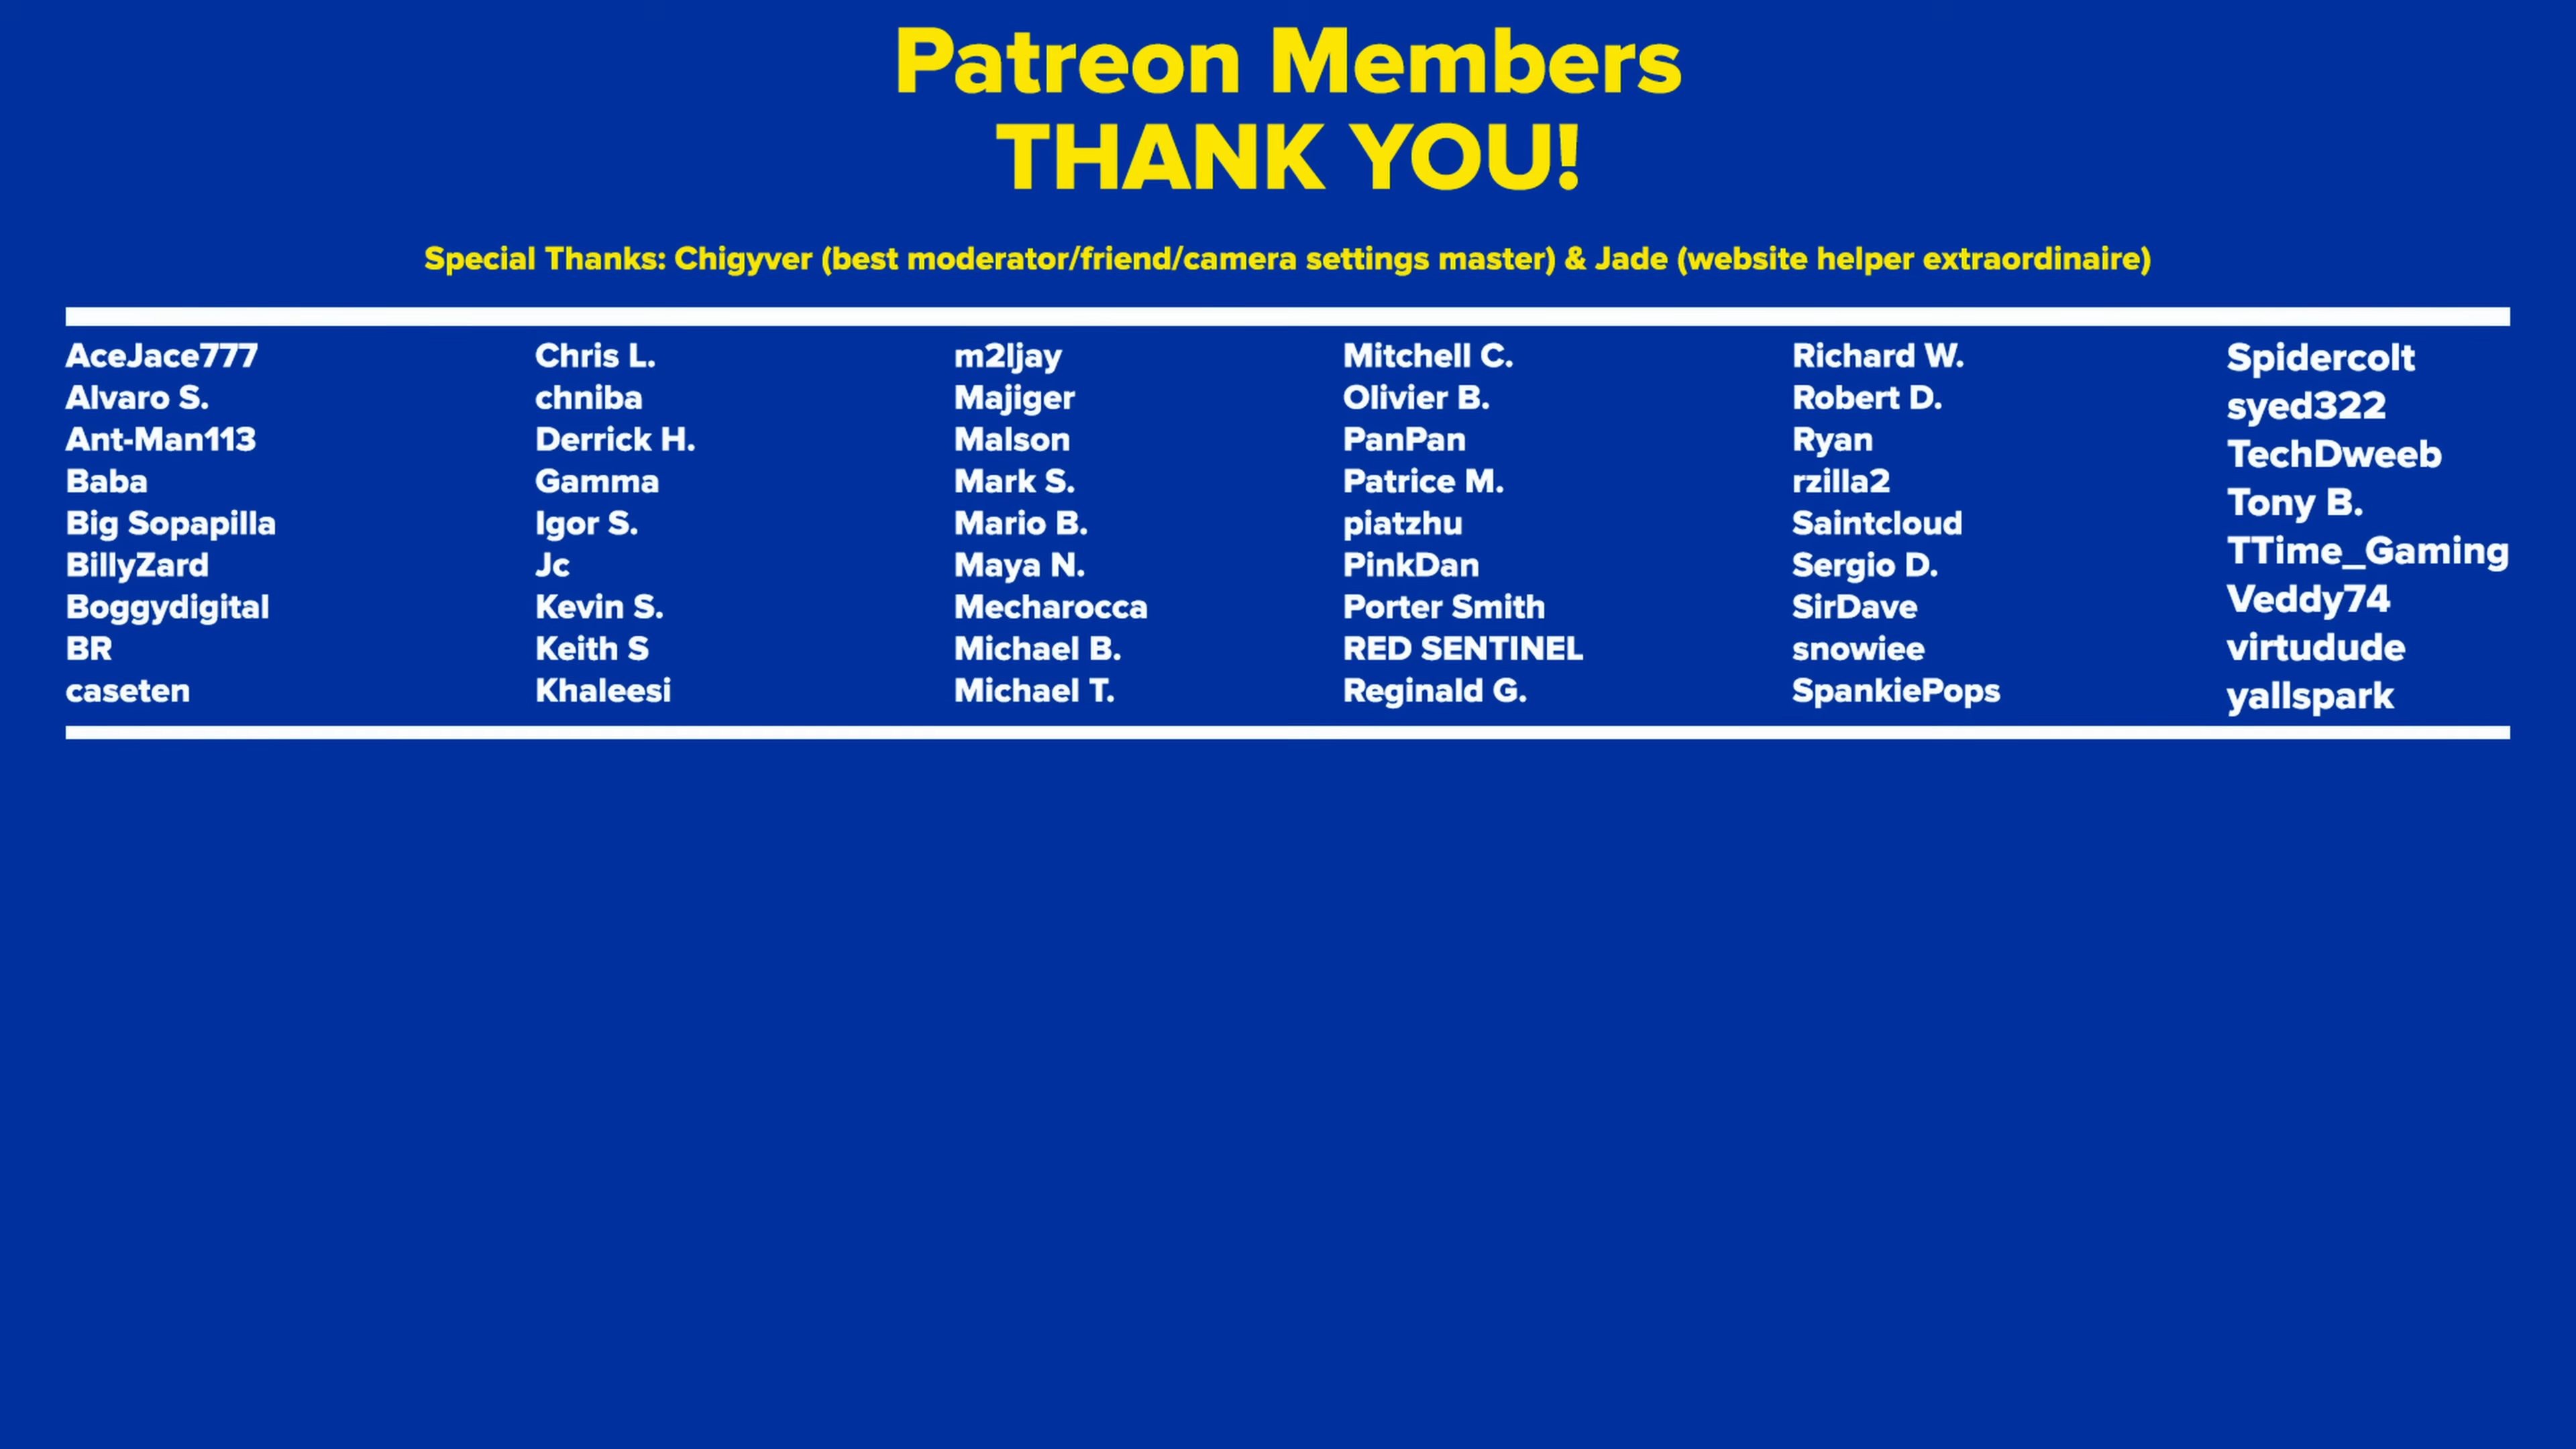 Patreon Members
THANK YOU!
Special Thanks: Chigyver (best moderator/friend/camera settings master) & Jade (website helper extraordinaire)
AceJace777
Alvaro S.
Ant-Man113
Baba
Big Sopapilla
BillyZard
Boggydigital
BR
caseten
Chris L.
chniba
Derrick H.
Gamma
Igor S.
Jc
Kevin S.
Keith S
Khaleesi
m2ljay
Majiger
Malson
Mark S.
Mario B.
Maya N.
Mecharocca
Michael B.
Michael T.
Mitchell C.
Olivier B.
PanPan
Patrice M.
piatzhu
PinkDan
Porter Smith
RED SENTINEL
Reginald G.
Richard W.
Robert D.
Ryan
rzilla2
Saintcloud
Sergio D.
SirDave
snowiee
SpankiePops
Spidercolt
syed322
TechDweeb
Tony B.
TTime_Gaming
Veddy74
virtudude
yallspark